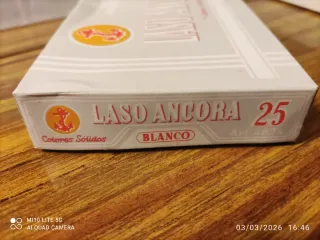 LASO ANCORA 25
Colores Sólidos
BLANCO
MI 10 LITE 5G
AI QUAD CAMERA
03/03/2026 16:46